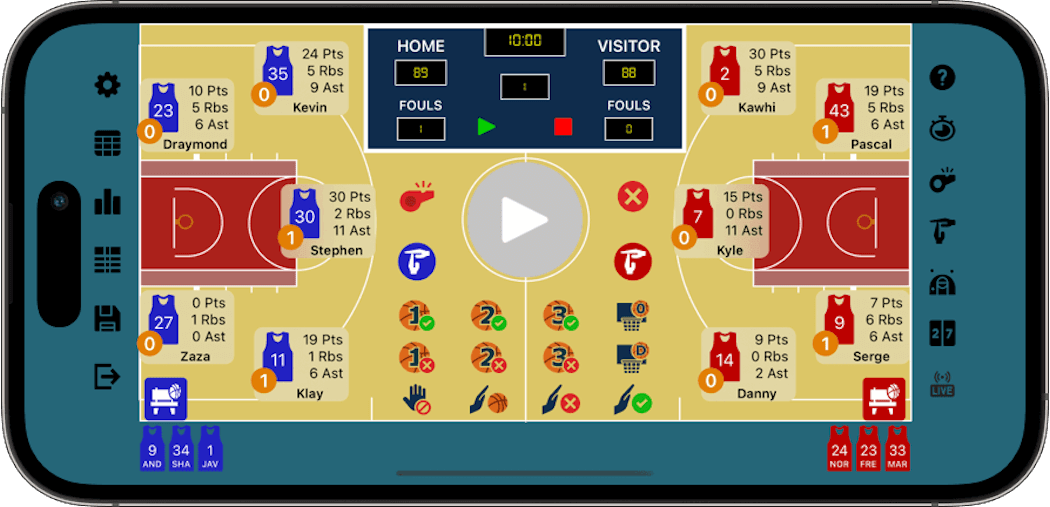 10:00
HOME
VISITOR
89
88
1
FOULS
FOULS
1
0
35
24 Pts
5 Rbs
9 Ast
0
Kevin
23
10 Pts
5 Rbs
6 Ast
0
Draymond
30
30 Pts
2 Rbs
11 Ast
1
Stephen
27
0 Pts
1 Rbs
0 Ast
0
Zaza
11
19 Pts
1 Rbs
6 Ast
1
Klay
2
30 Pts
5 Rbs
9 Ast
0
Kawhi
43
19 Pts
5 Rbs
6 Ast
1
Pascal
7
15 Pts
0 Rbs
11 Ast
0
Kyle
9
7 Pts
6 Rbs
6 Ast
1
Serge
14
9 Pts
0 Rbs
2 Ast
0
Danny
1 2 3 O
1 2 3 D
?
2 7
LIVE
9 34 1
AND SHA JAV
24 23 33
NOR FRE MAR